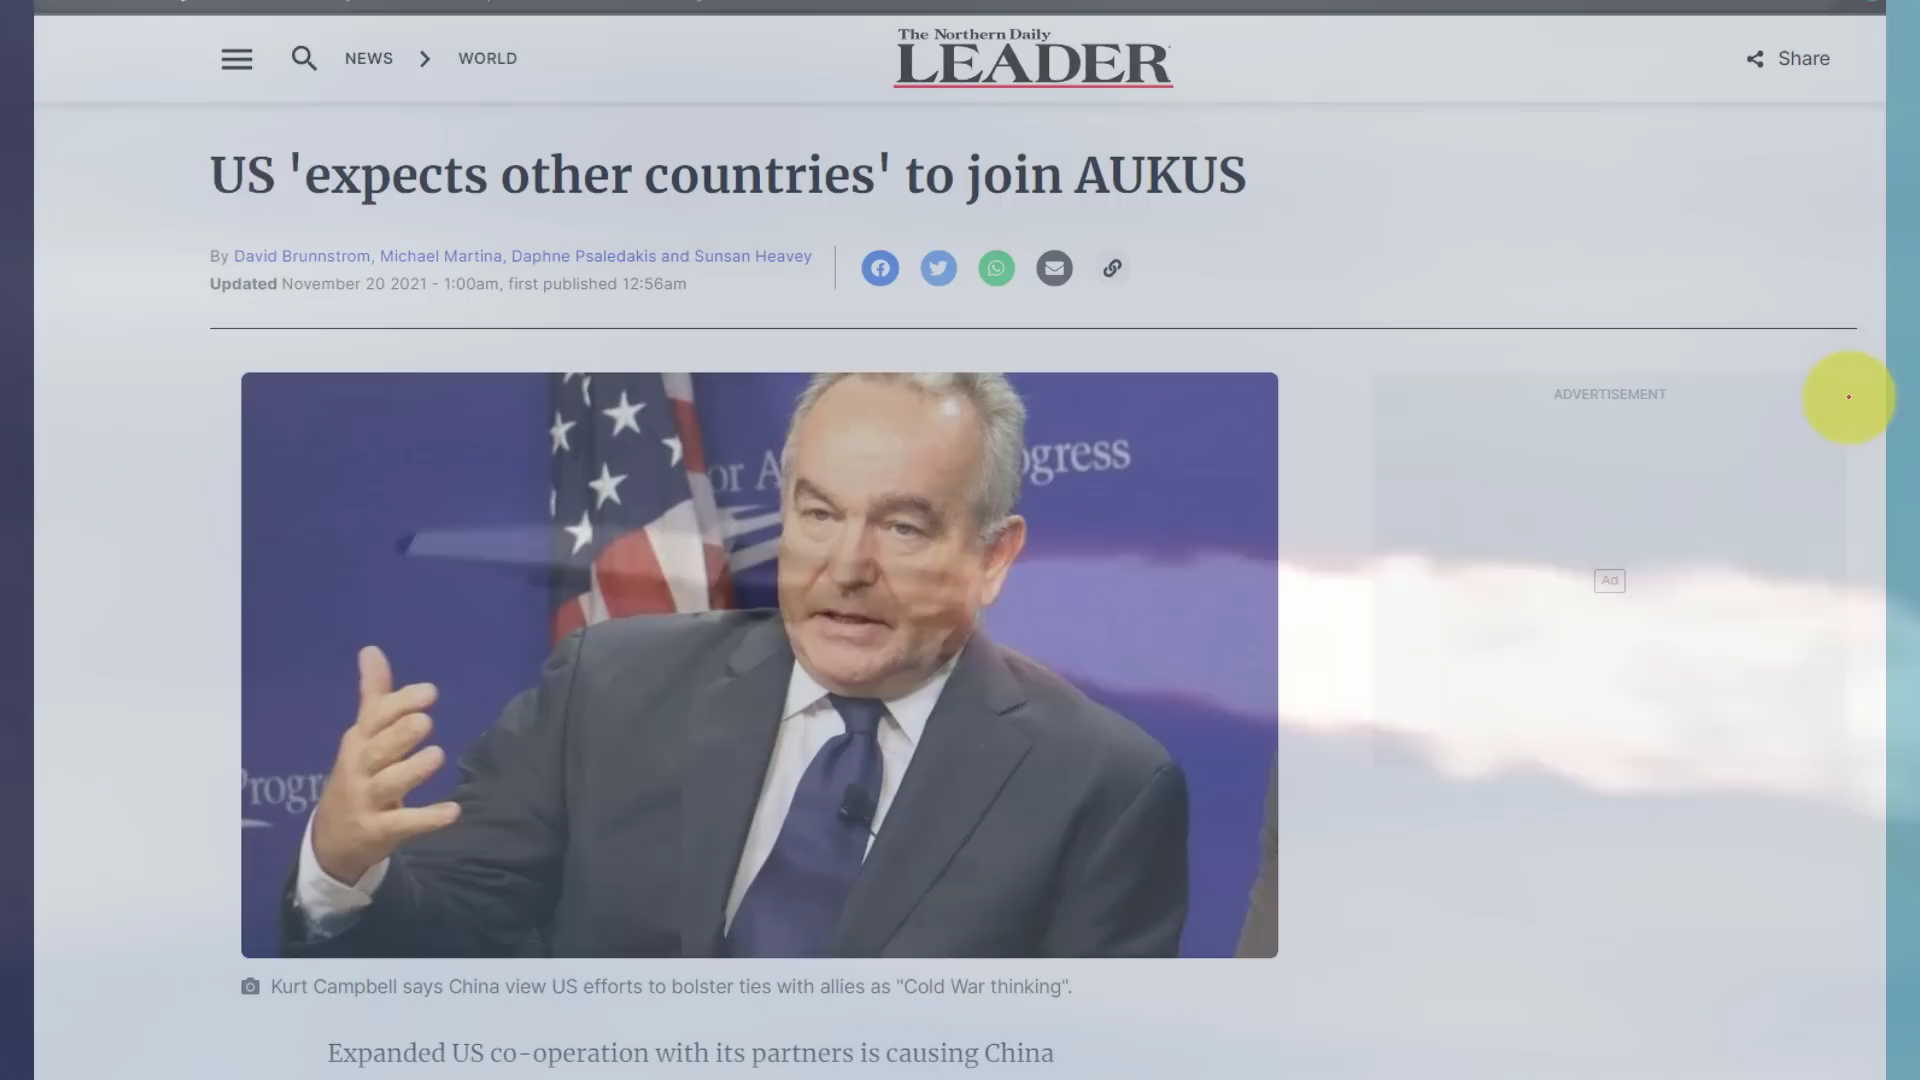 NEWS
WORLD
The Northern Daily
LEADER
Share
US 'expects other countries' to join AUKUS
By David Brunnstrom, Michael Martina, Daphne Psaledakis and Sunsan Heavey
Updated November 20 2021 - 1:00am, first published 12:56am
ADVERTISEMENT
or A
ogress
Ad
Progr
Kurt Campbell says China view US efforts to bolster ties with allies as "Cold War thinking".
Expanded US co-operation with its partners is causing China